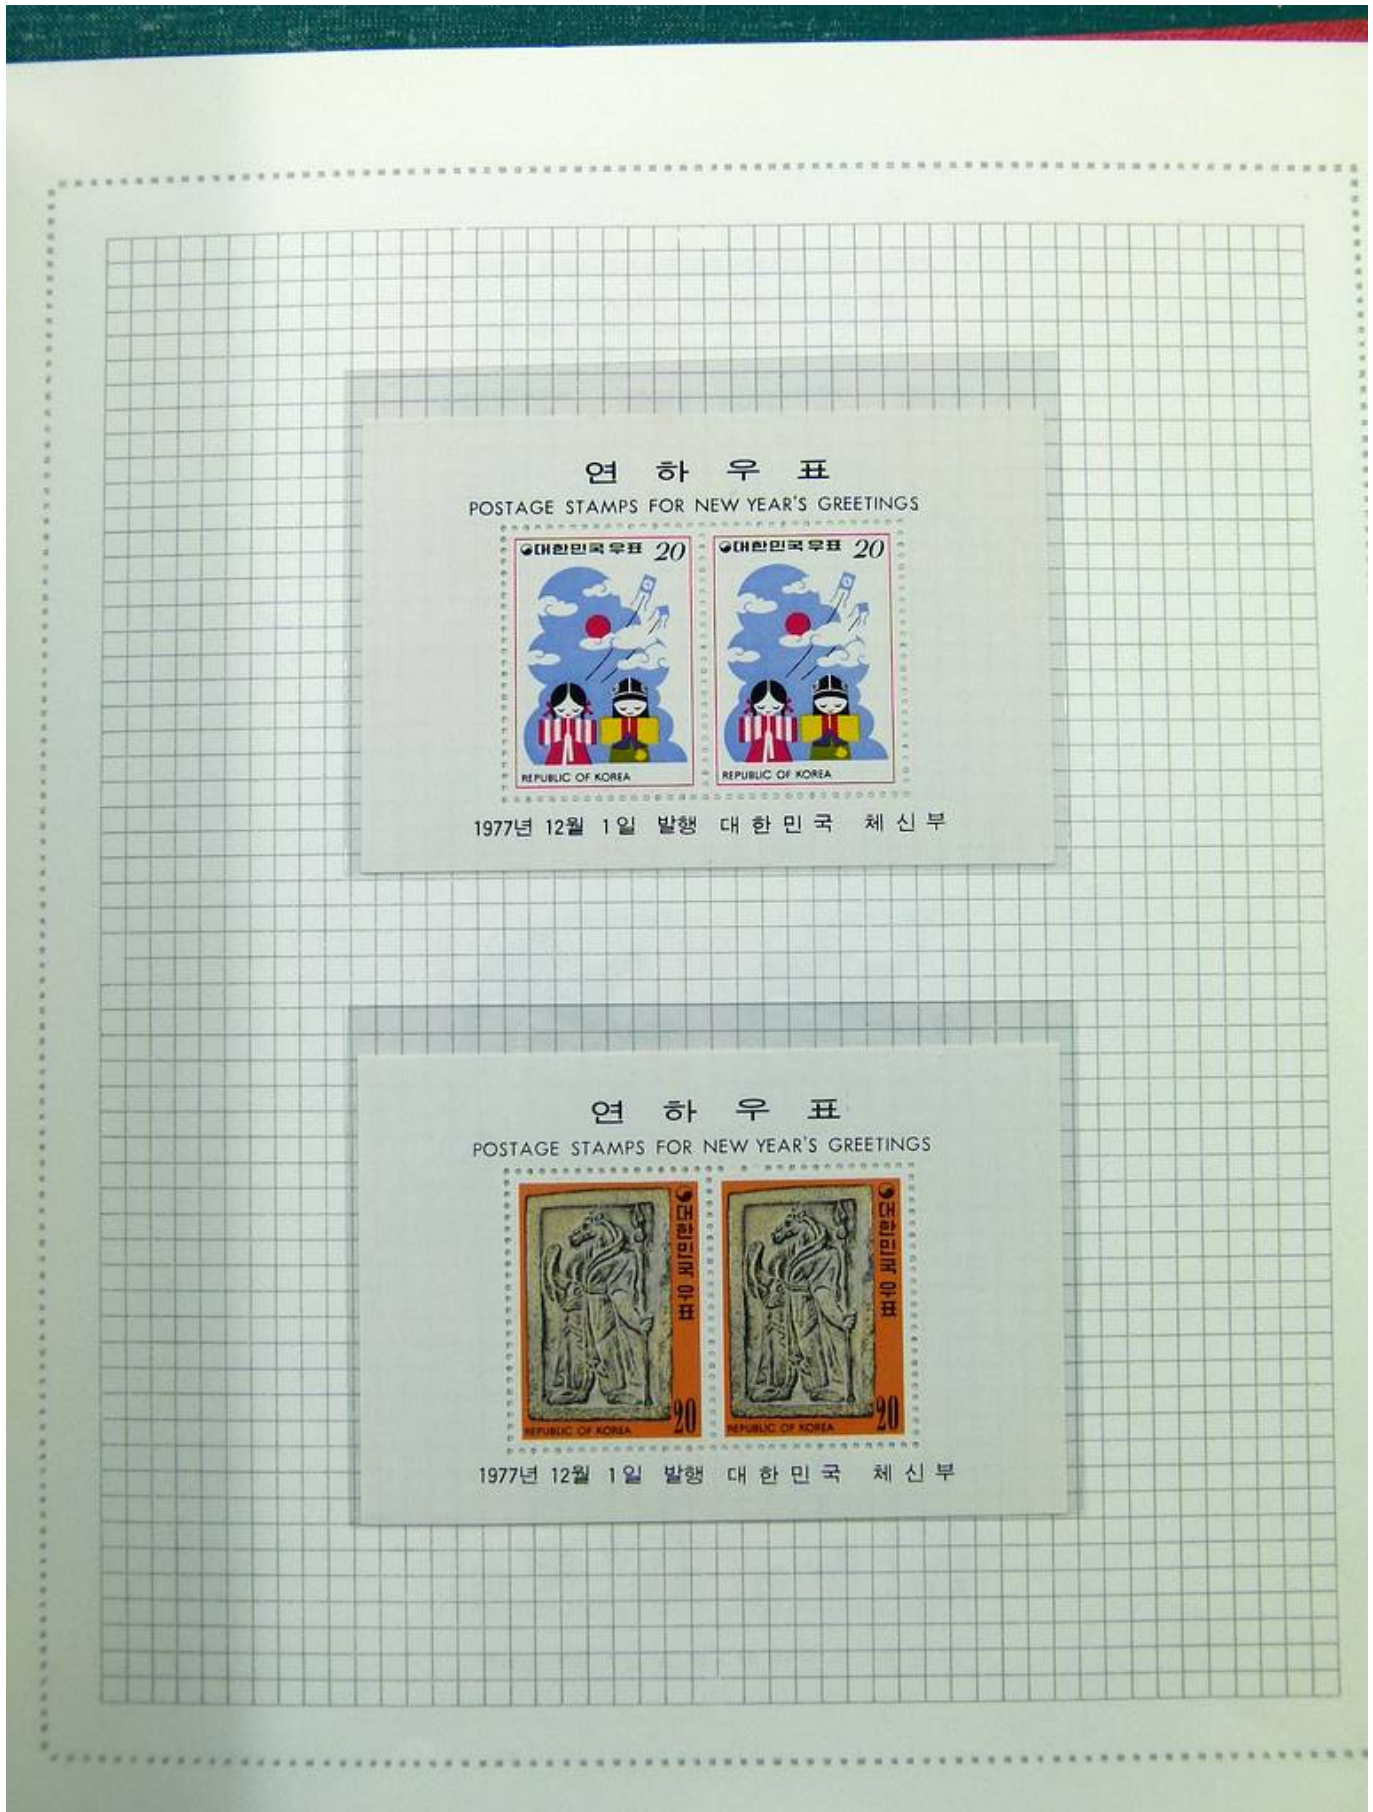 연 하 우 표
POSTAGE STAMPS FOR NEW YEAR'S GREETINGS
대한민국 우표 20
대한민국 우표 20
REPUBLIC OF KOREA
REPUBLIC OF KOREA
1977년 12월 1일 발행 대 한 민 국 체 신 부
연 하 우 표
POSTAGE STAMPS FOR NEW YEAR'S GREETINGS
대한민국 우표
대한민국 우표
REPUBLIC OF KOREA 20
REPUBLIC OF KOREA 20
1977년 12월 1일 발행 대 한 민 국 체 신 부